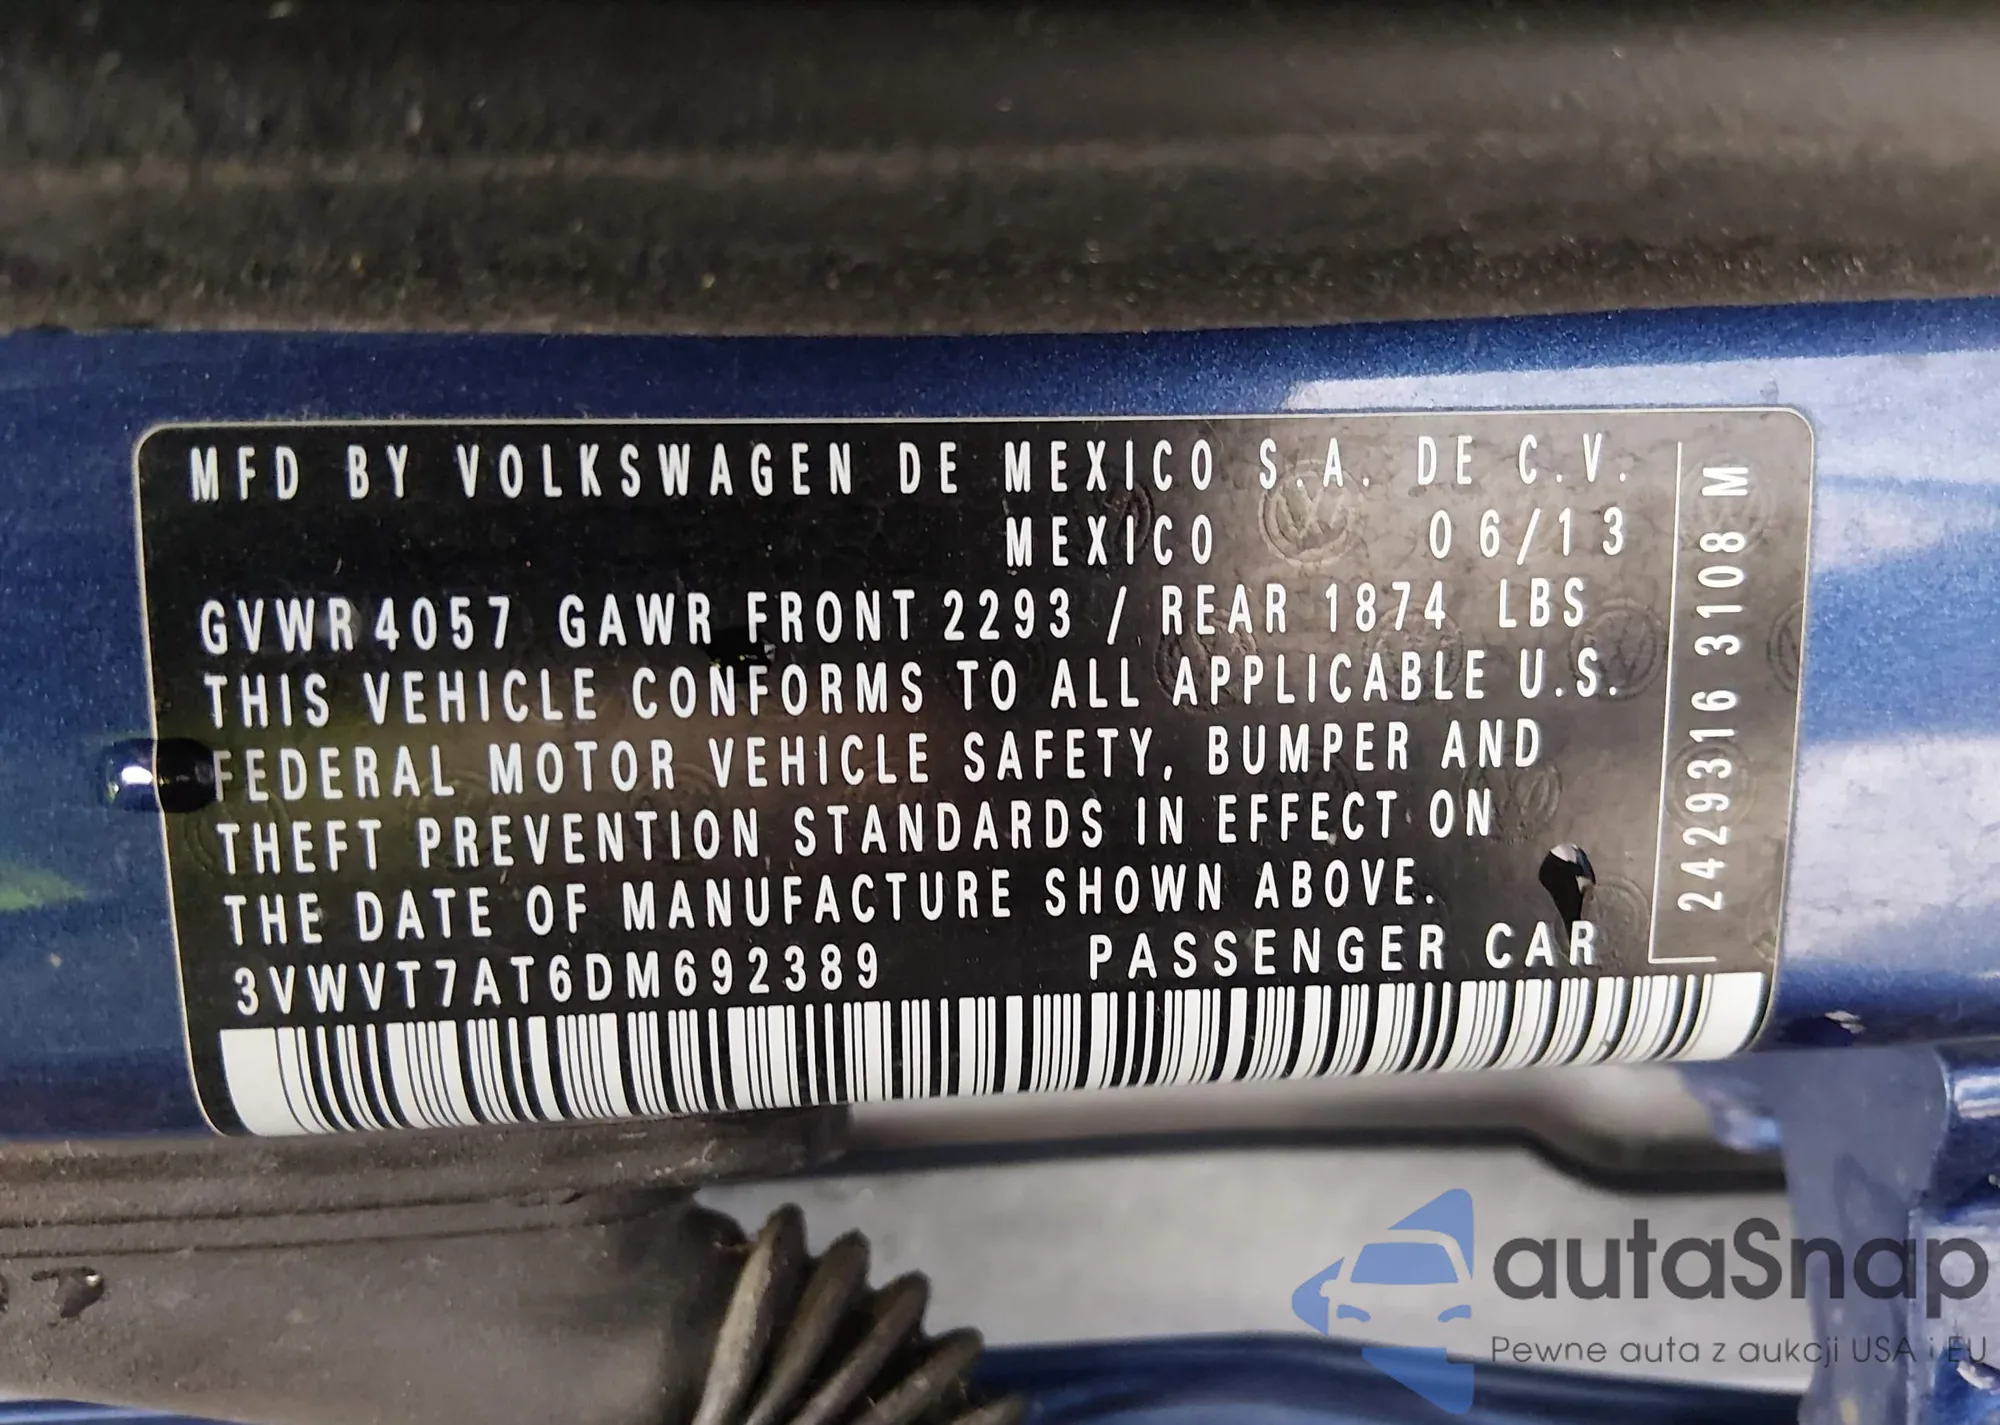 MFD BY VOLKSWAGEN DE MEXICO S.A. DE C.V.
MEXICO 06/13
GVWR 4057 GAWR FRONT 2293 / REAR 1874 LBS
THIS VEHICLE CONFORMS TO ALL APPLICABLE U.S.
FEDERAL MOTOR VEHICLE SAFETY, BUMPER AND
THEFT PREVENTION STANDARDS IN EFFECT ON
THE DATE OF MANUFACTURE SHOWN ABOVE.
3VWVT7AT6DM692389 PASSENGER CAR
2429316 3108 M
autaSnap
Pewne auta z aukcji USA i EU